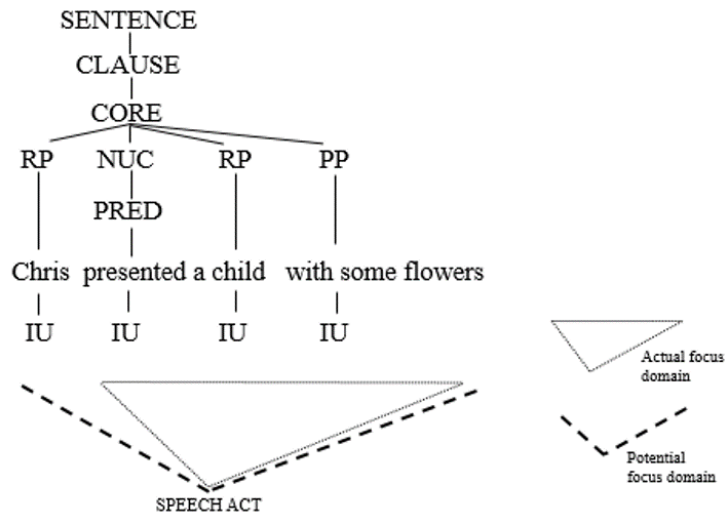 SENTENCE
CLAUSE
CORE
RP NUC RP PP
PRED
Chris presented a child with some flowers
IU IU IU IU
Actual focus
domain
Potential
focus domain
SPEECH ACT